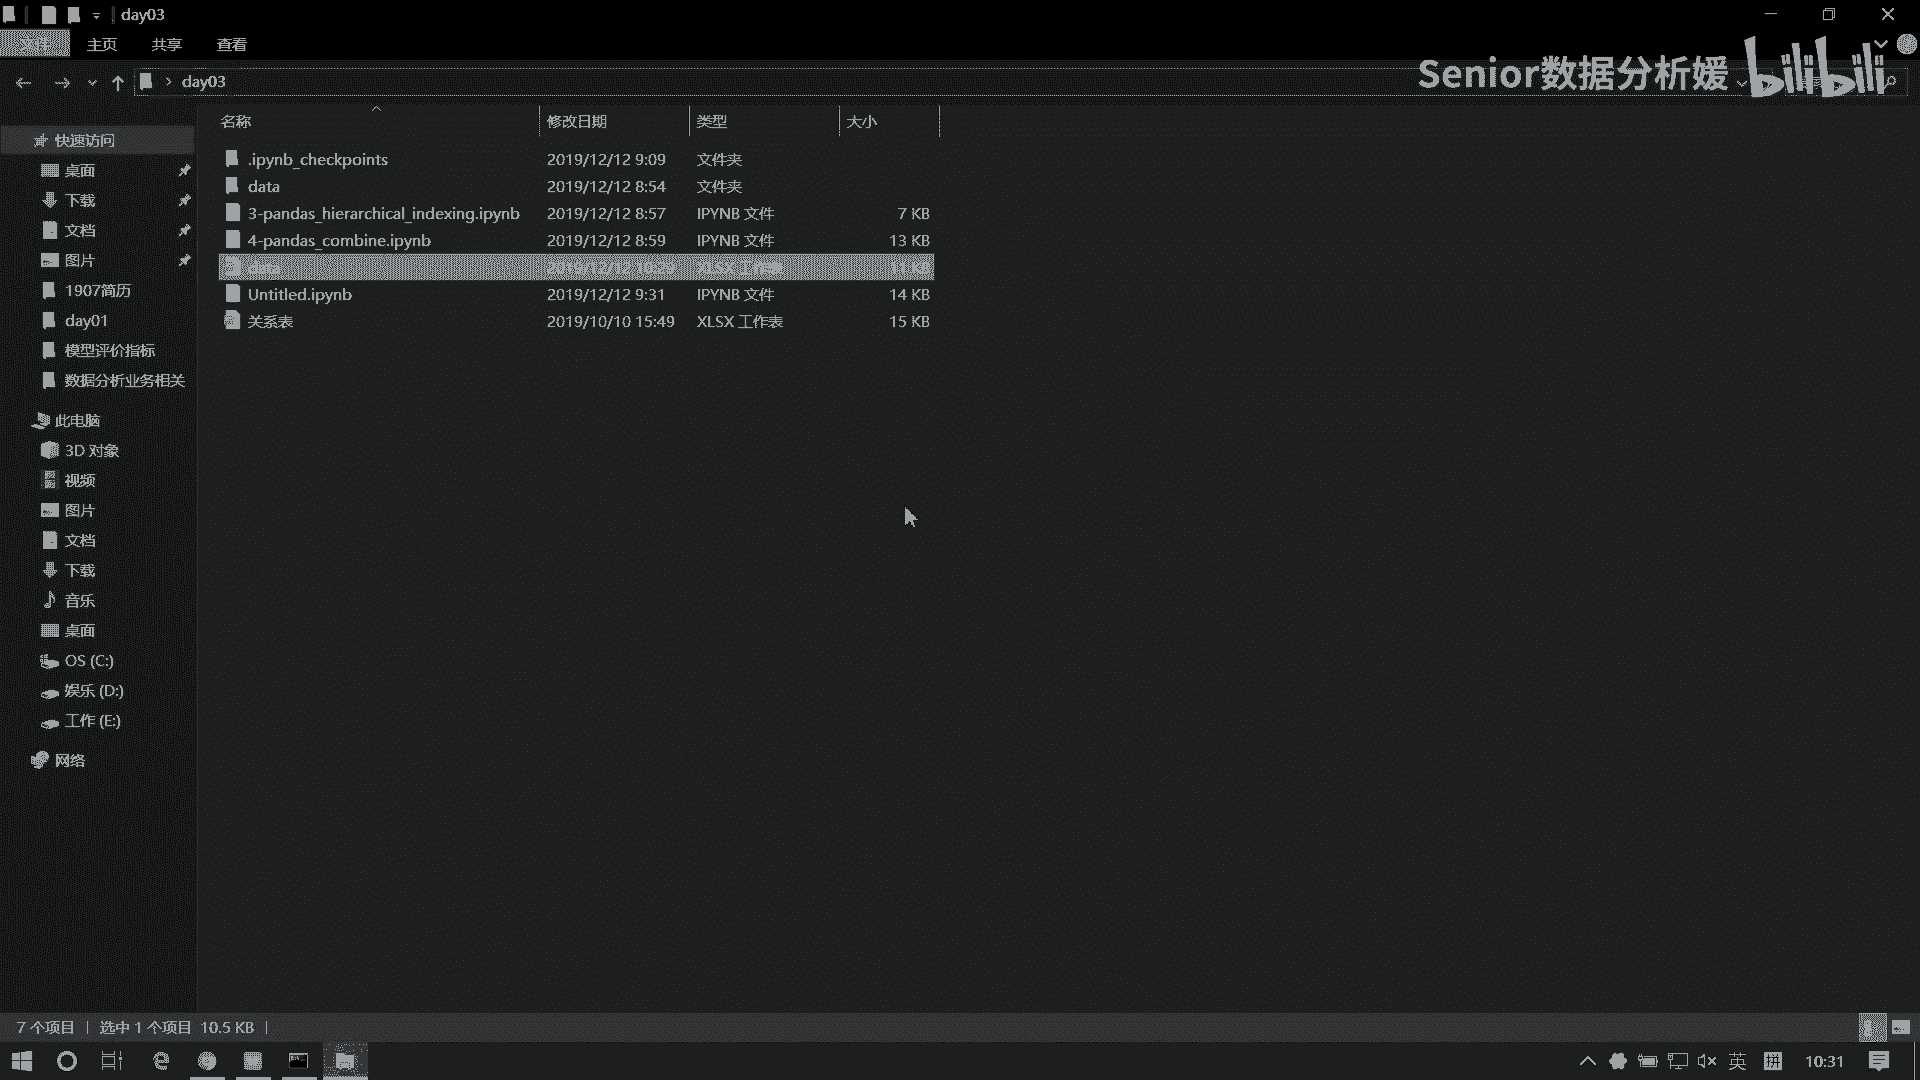 day03
文件 主页 共享 查看
Senior数据分析媛 bilibili
day03
名称 修改日期 类型 大小
.ipynb_checkpoints 2019/12/12 9:09 文件夹
data 2019/12/12 8:54 文件夹
3-pandas_hierarchical_indexing.ipynb 2019/12/12 8:57 IPYNB 文件 7 KB
4-pandas_combine.ipynb 2019/12/12 8:59 IPYNB 文件 13 KB
data 2019/12/12 10:29 XLSX 工作表 11 KB
Untitled.ipynb 2019/12/12 9:31 IPYNB 文件 14 KB
关系表 2019/10/10 15:49 XLSX 工作表 15 KB
快速访问
桌面
下载
文档
图片
1907简历
day01
模型评价指标
数据分析业务相关
此电脑
3D 对象
视频
图片
文档
下载
音乐
桌面
OS (C:)
娱乐 (D:)
工作 (E:)
网络
7 个项目 选中 1 个项目 10.5 KB
英 拼 10:31